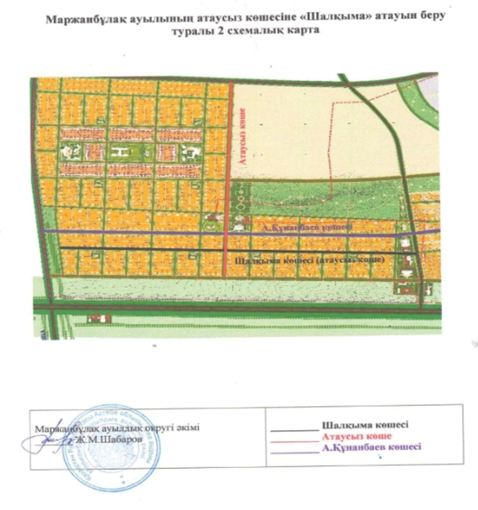 Маржанбұлақ ауылының атаусыз көшесіне «Шалқыма» атауын беру
туралы 2 схемалық карта
Атаусыз көше
А.Құнанбаев көшесі
Шалқыма көшесі (атаусыз көше)
Маржанбұлақ ауылдық округі әкімі
Ж.М.Шабаров
Шалқыма көшесі
Атаусыз көше
А.Құнанбаев көшесі